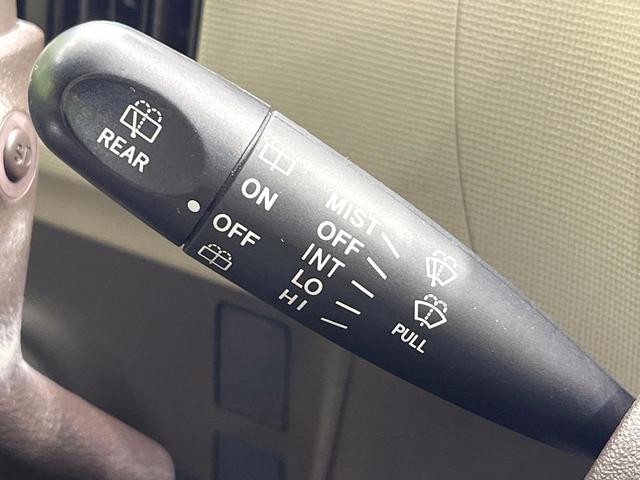 REAR
ON
OFF
MIST
OFF
INT
LO
HI
PULL